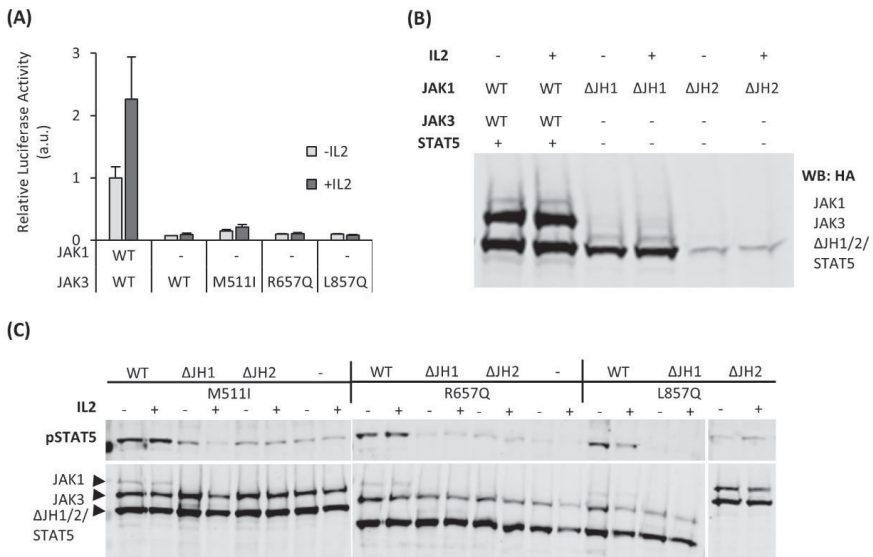 (A)
Relative Luciferase Activity
(a.u.)
3
2
1
0
-IL2
+IL2
JAK1 WT - - - -
JAK3 WT WT M511I R657Q L857Q
(B)
IL2 - + - + - +
JAK1 WT WT ΔJH1 ΔJH1 ΔJH2 ΔJH2
JAK3 WT WT - - - -
STAT5 + + - - - -
WB: HA
JAK1
JAK3
ΔJH1/2/
STAT5
(C)
WT ΔJH1 ΔJH2 - WT ΔJH1 ΔJH2 - WT ΔJH1 ΔJH2
M511I R657Q L857Q
IL2 - + - + - + - + - + - + - + - + - + - + - +
pSTAT5
JAK1
JAK3
ΔJH1/2/
STAT5